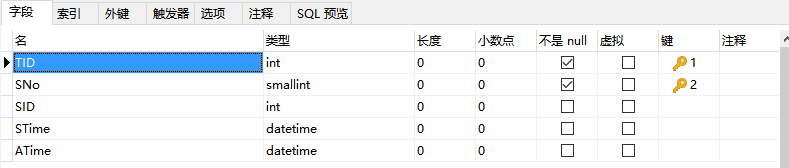 字段 索引 外键 触发器 选项 注释 SQL 预览
名 类型 长度 小数点 不是 null 虚拟 键 注释
TID int 0 0 1
SNo smallint 0 0 2
SID int 0 0
STime datetime 0 0
ATime datetime 0 0